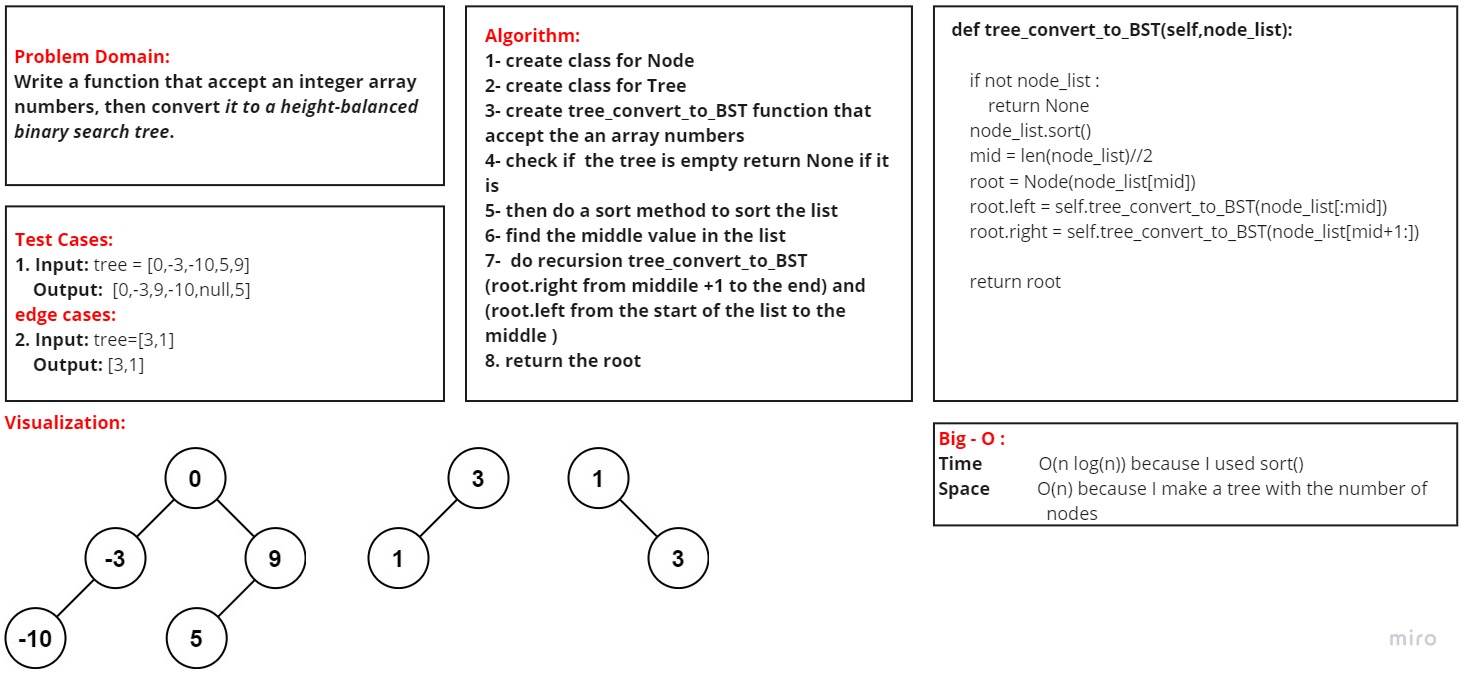 Problem Domain:
Write a function that accept an integer array
numbers, then convert it to a height-balanced
binary search tree.
Test Cases:
1. Input: tree = [0,-3,-10,5,9]
Output: [0,-3,9,-10,null,5]
edge cases:
2. Input: tree=[3,1]
Output: [3,1]
Algorithm:
1- create class for Node
2- create class for Tree
3- create tree_convert_to_BST function that
accept the an array numbers
4- check if the tree is empty return None if it
is
5- then do a sort method to sort the list
6- find the middle value in the list
7- do recursion tree_convert_to_BST
(root.right from middile +1 to the end) and
(root.left from the start of the list to the
middle )
8. return the root
def tree_convert_to_BST(self,node_list):
if not node_list :
return None
node_list.sort()
mid = len(node_list)//2
root = Node(node_list[mid])
root.left = self.tree_convert_to_BST(node_list[:mid])
root.right = self.tree_convert_to_BST(node_list[mid+1:])
return root
Big - O :
Time O(n log(n)) because I used sort()
Space O(n) because I make a tree with the number of
nodes
Visualization:
0
-3
9
-10
5
3
1
1
3
miro